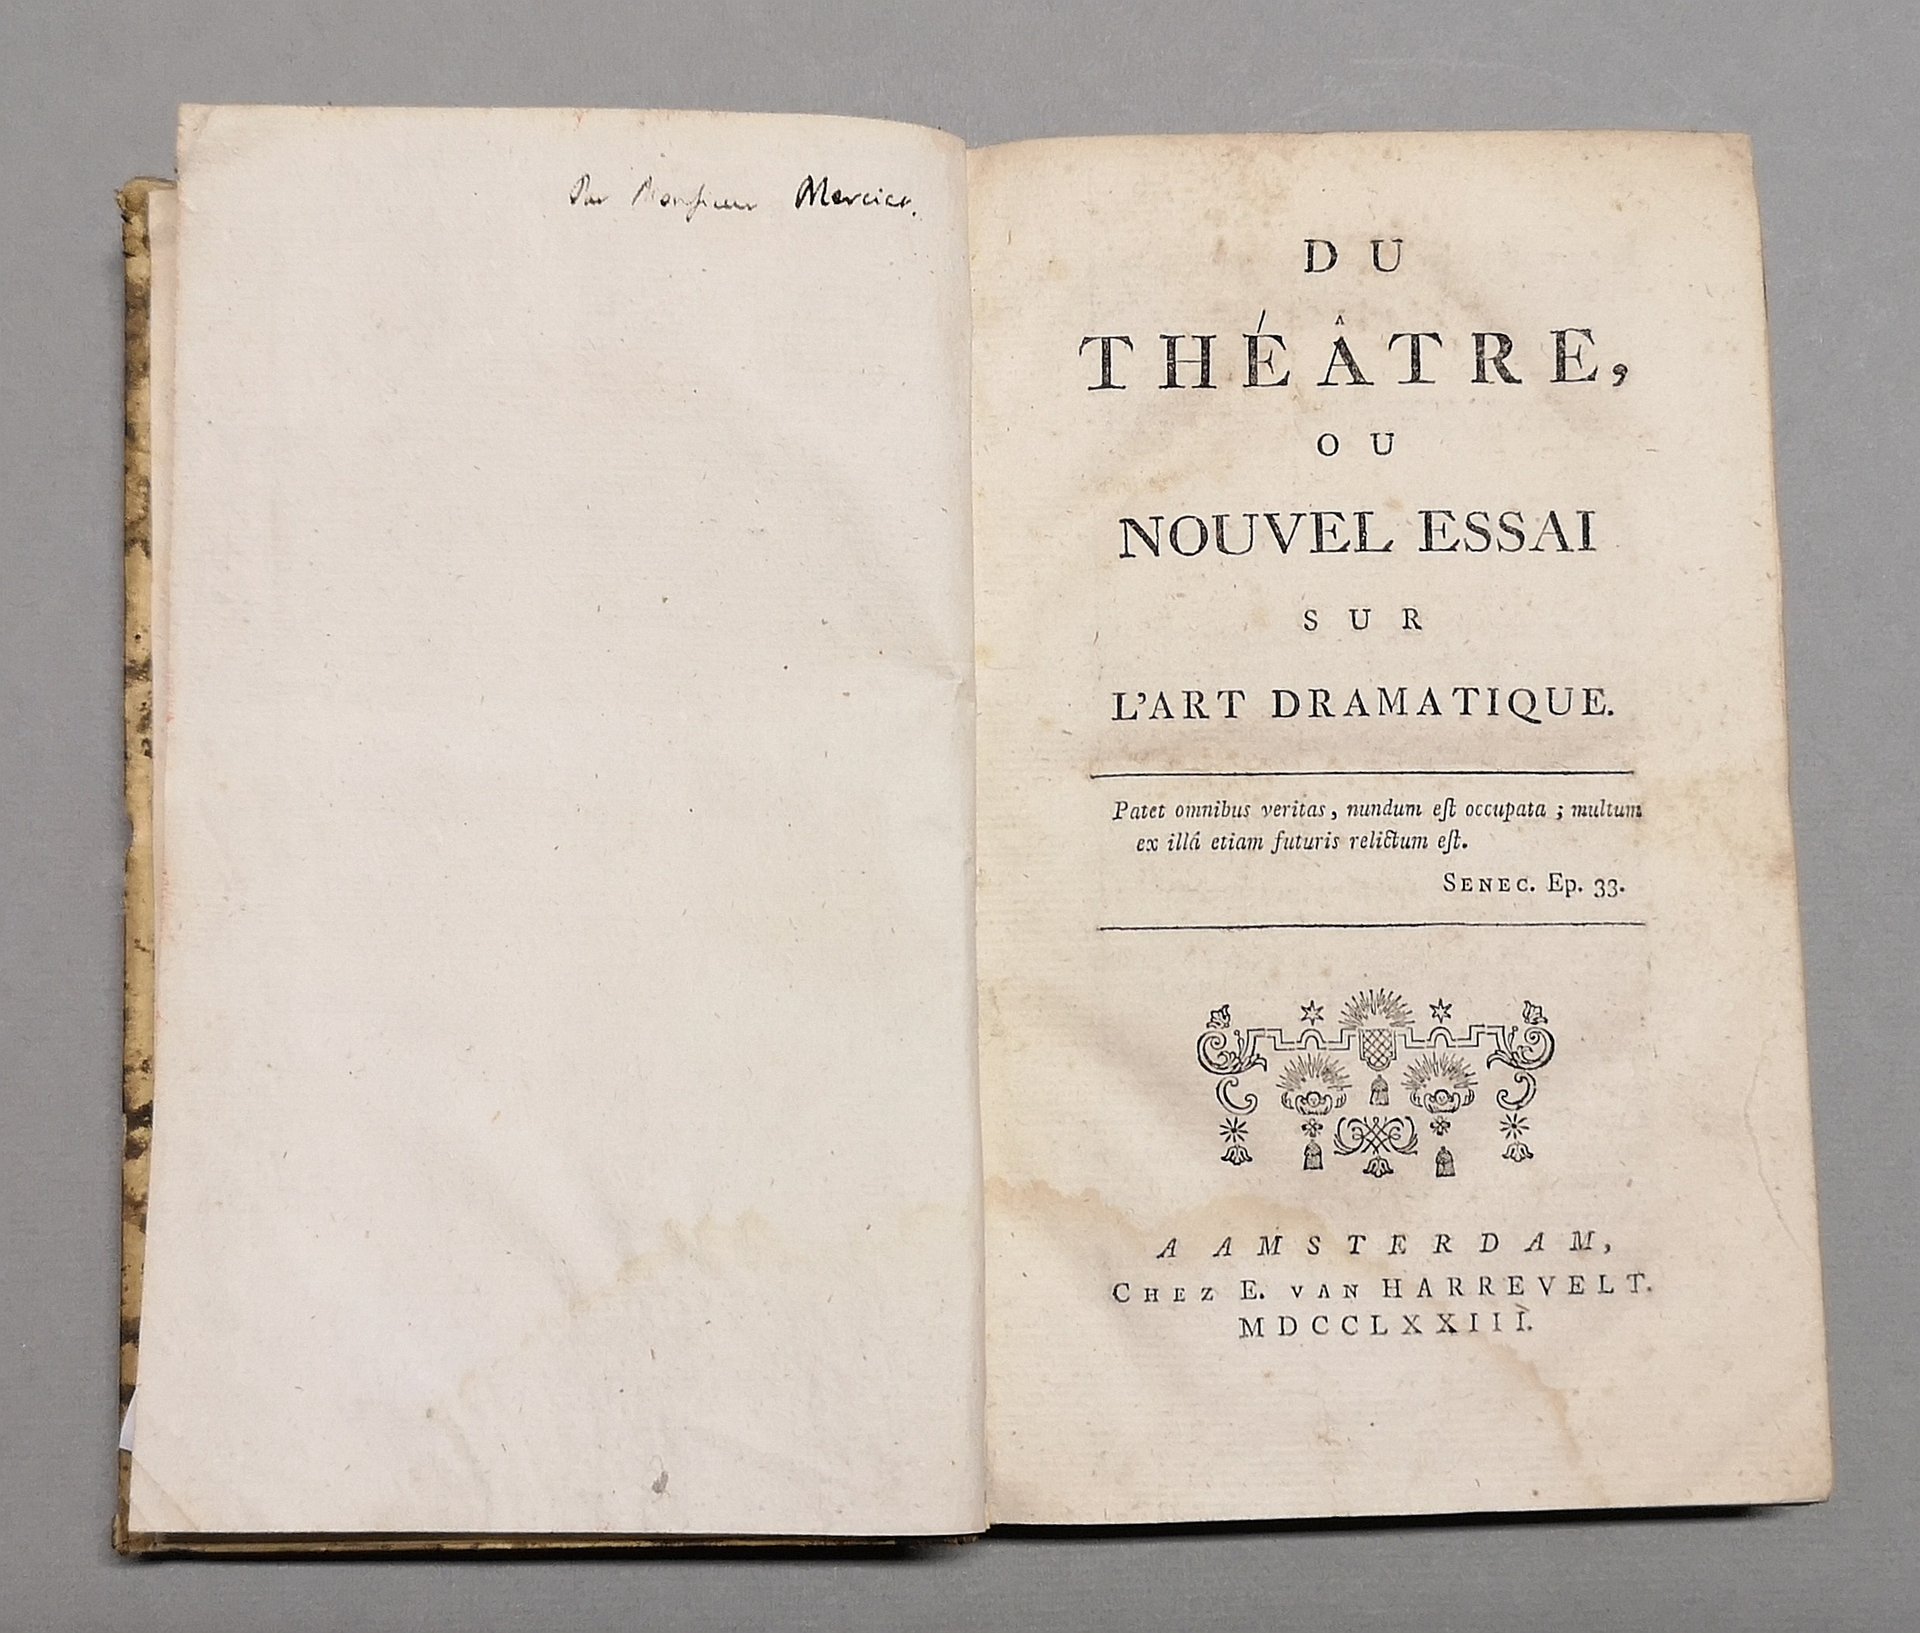 Par Monsieur Mercier.
DU
THÉÂTRE,
OU
NOUVEL ESSAI
SUR
L'ART DRAMATIQUE.
Patet omnibus veritas, nundum eſt occupata ; multum
ex illâ etiam futuris relictum eſt.
SENEC. Ep. 33.
A AMSTERDAM,
CHEZ E. VAN HARREVELT.
MDCCLXXIII.